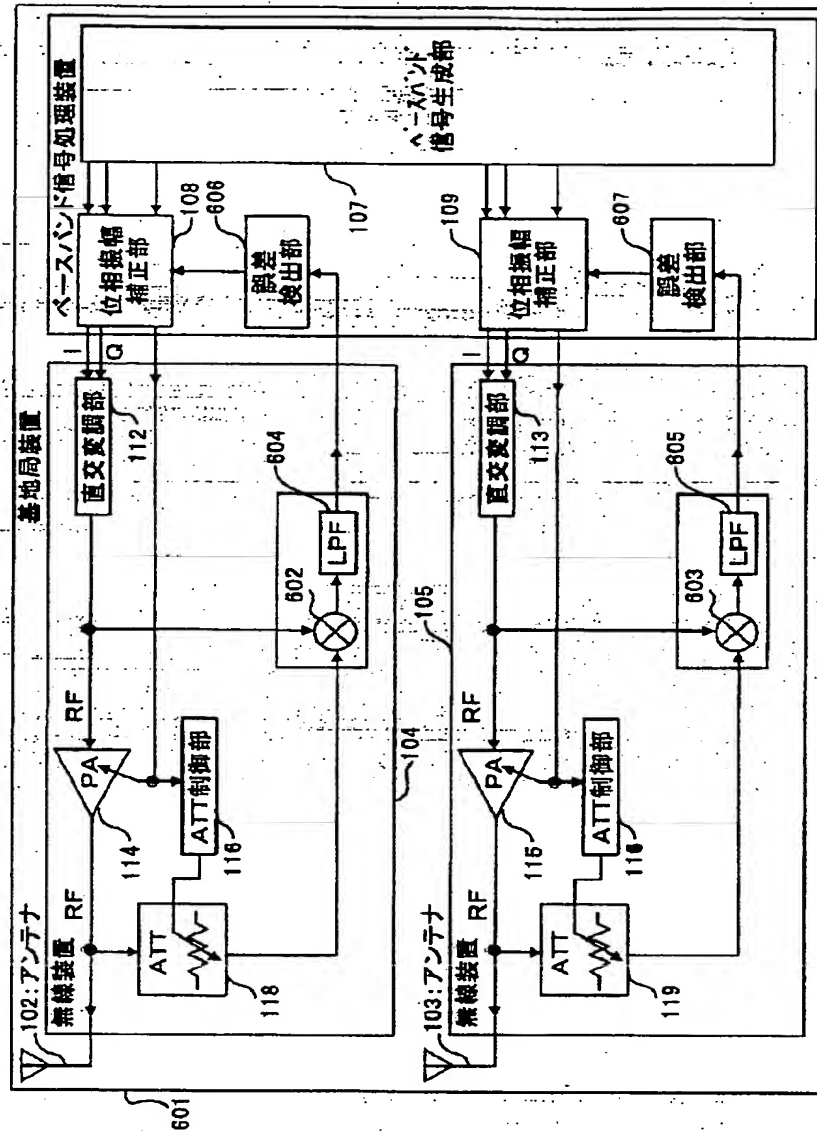 基地局装置
601
102:アンテナ
無線装置
RF
PA
114
RF
ATT
118
ATT制御部
116
104
直交変調部
112
I
Q
602
LPF
604
ベースバンド信号処理装置
位相振幅
補正部
108
誤差
検出部
606
ベースバンド
信号生成部
107
103:アンテナ
無線装置
RF
PA
115
RF
ATT
119
ATT制御部
116
105
直交変調部
113
I
Q
603
LPF
605
位相振幅
補正部
109
誤差
検出部
607